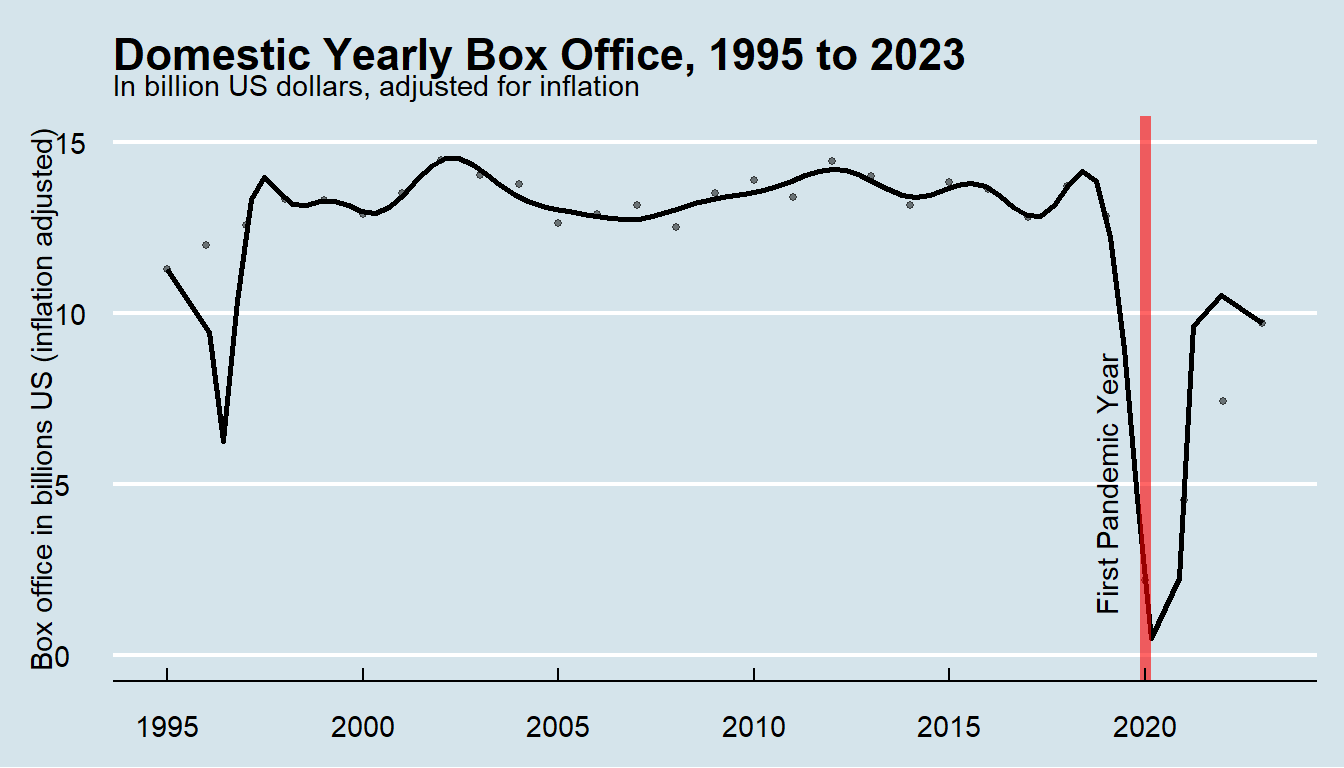 Domestic Yearly Box Office, 1995 to 2023
In billion US dollars, adjusted for inflation
Box office in billions US (inflation adjusted)
15
10
5
0
First Pandemic Year
1995 2000 2005 2010 2015 2020